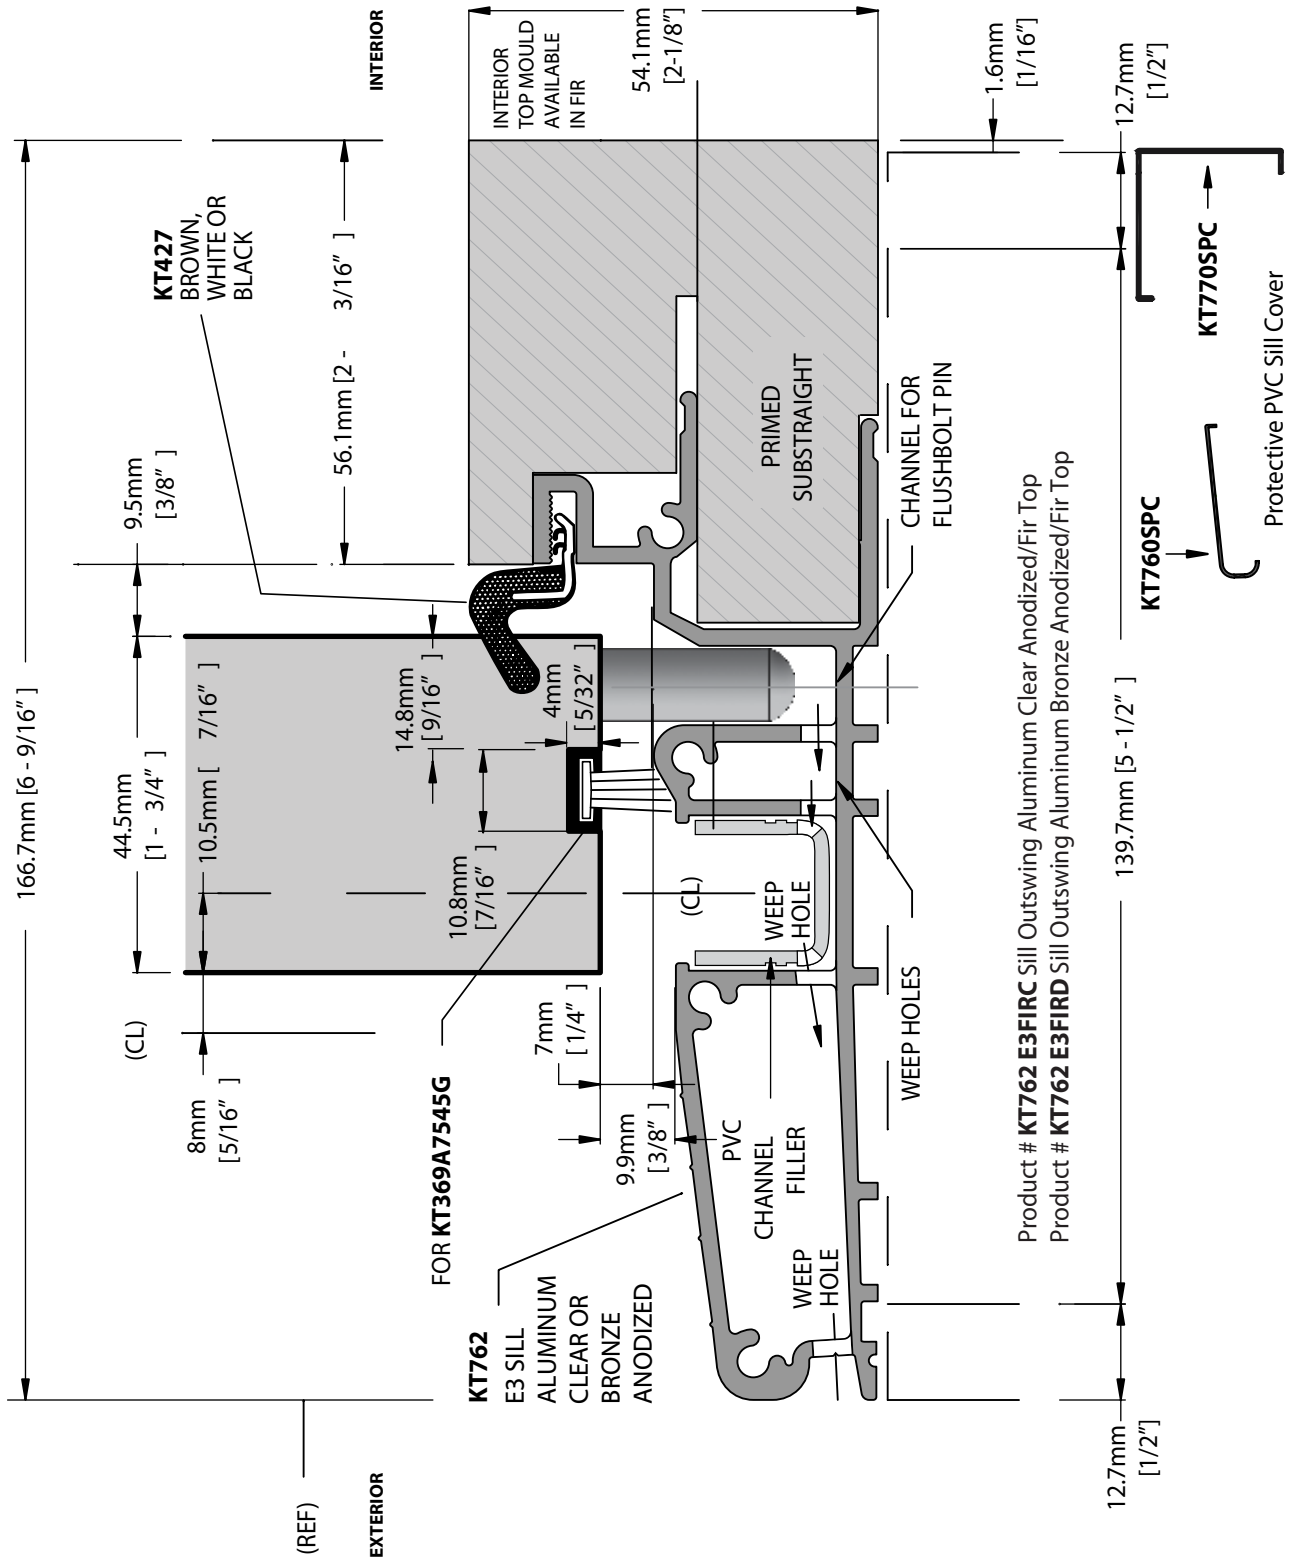 166.7mm [6 - 9/16" ]
INTERIOR
EXTERIOR
(REF)
44.5mm
[1 - 3/4" ]
9.5mm
[3/8" ]
KT427
BROWN,
WHITE OR
BLACK
56.1mm [2 - 3/16" ]
(CL)
8mm
[5/16" ]
10.5mm [ 7/16" ]
14.8mm
[ 9/16" ]
10.8mm
[7/16" ]
4mm
[ 5/32" ]
INTERIOR
TOP MOULD
AVAILABLE
IN FIR
54.1mm
[2-1/8"]
FOR KT369A7545G
KT762
E3 SILL
ALUMINUM
CLEAR OR
BRONZE
ANODIZED
7mm
[ 1/4" ]
9.9mm
[3/8" ]
(CL)
PVC
CHANNEL
FILLER
WEEP
HOLE
WEEP
HOLE
PRIMED
SUBSTRAIGHT
WEEP HOLES
CHANNEL FOR
FLUSHBOLT PIN
1.6mm
[1/16"]
12.7mm
[1/2"]
139.7mm [5 - 1/2" ]
12.7mm
[1/2"]
Product # KT762 E3FIRC Sill Outswing Aluminum Clear Anodized/Fir Top
Product # KT762 E3FIRD Sill Outswing Aluminum Bronze Anodized/Fir Top
KT760SPC
KT770SPC
Protective PVC Sill Cover